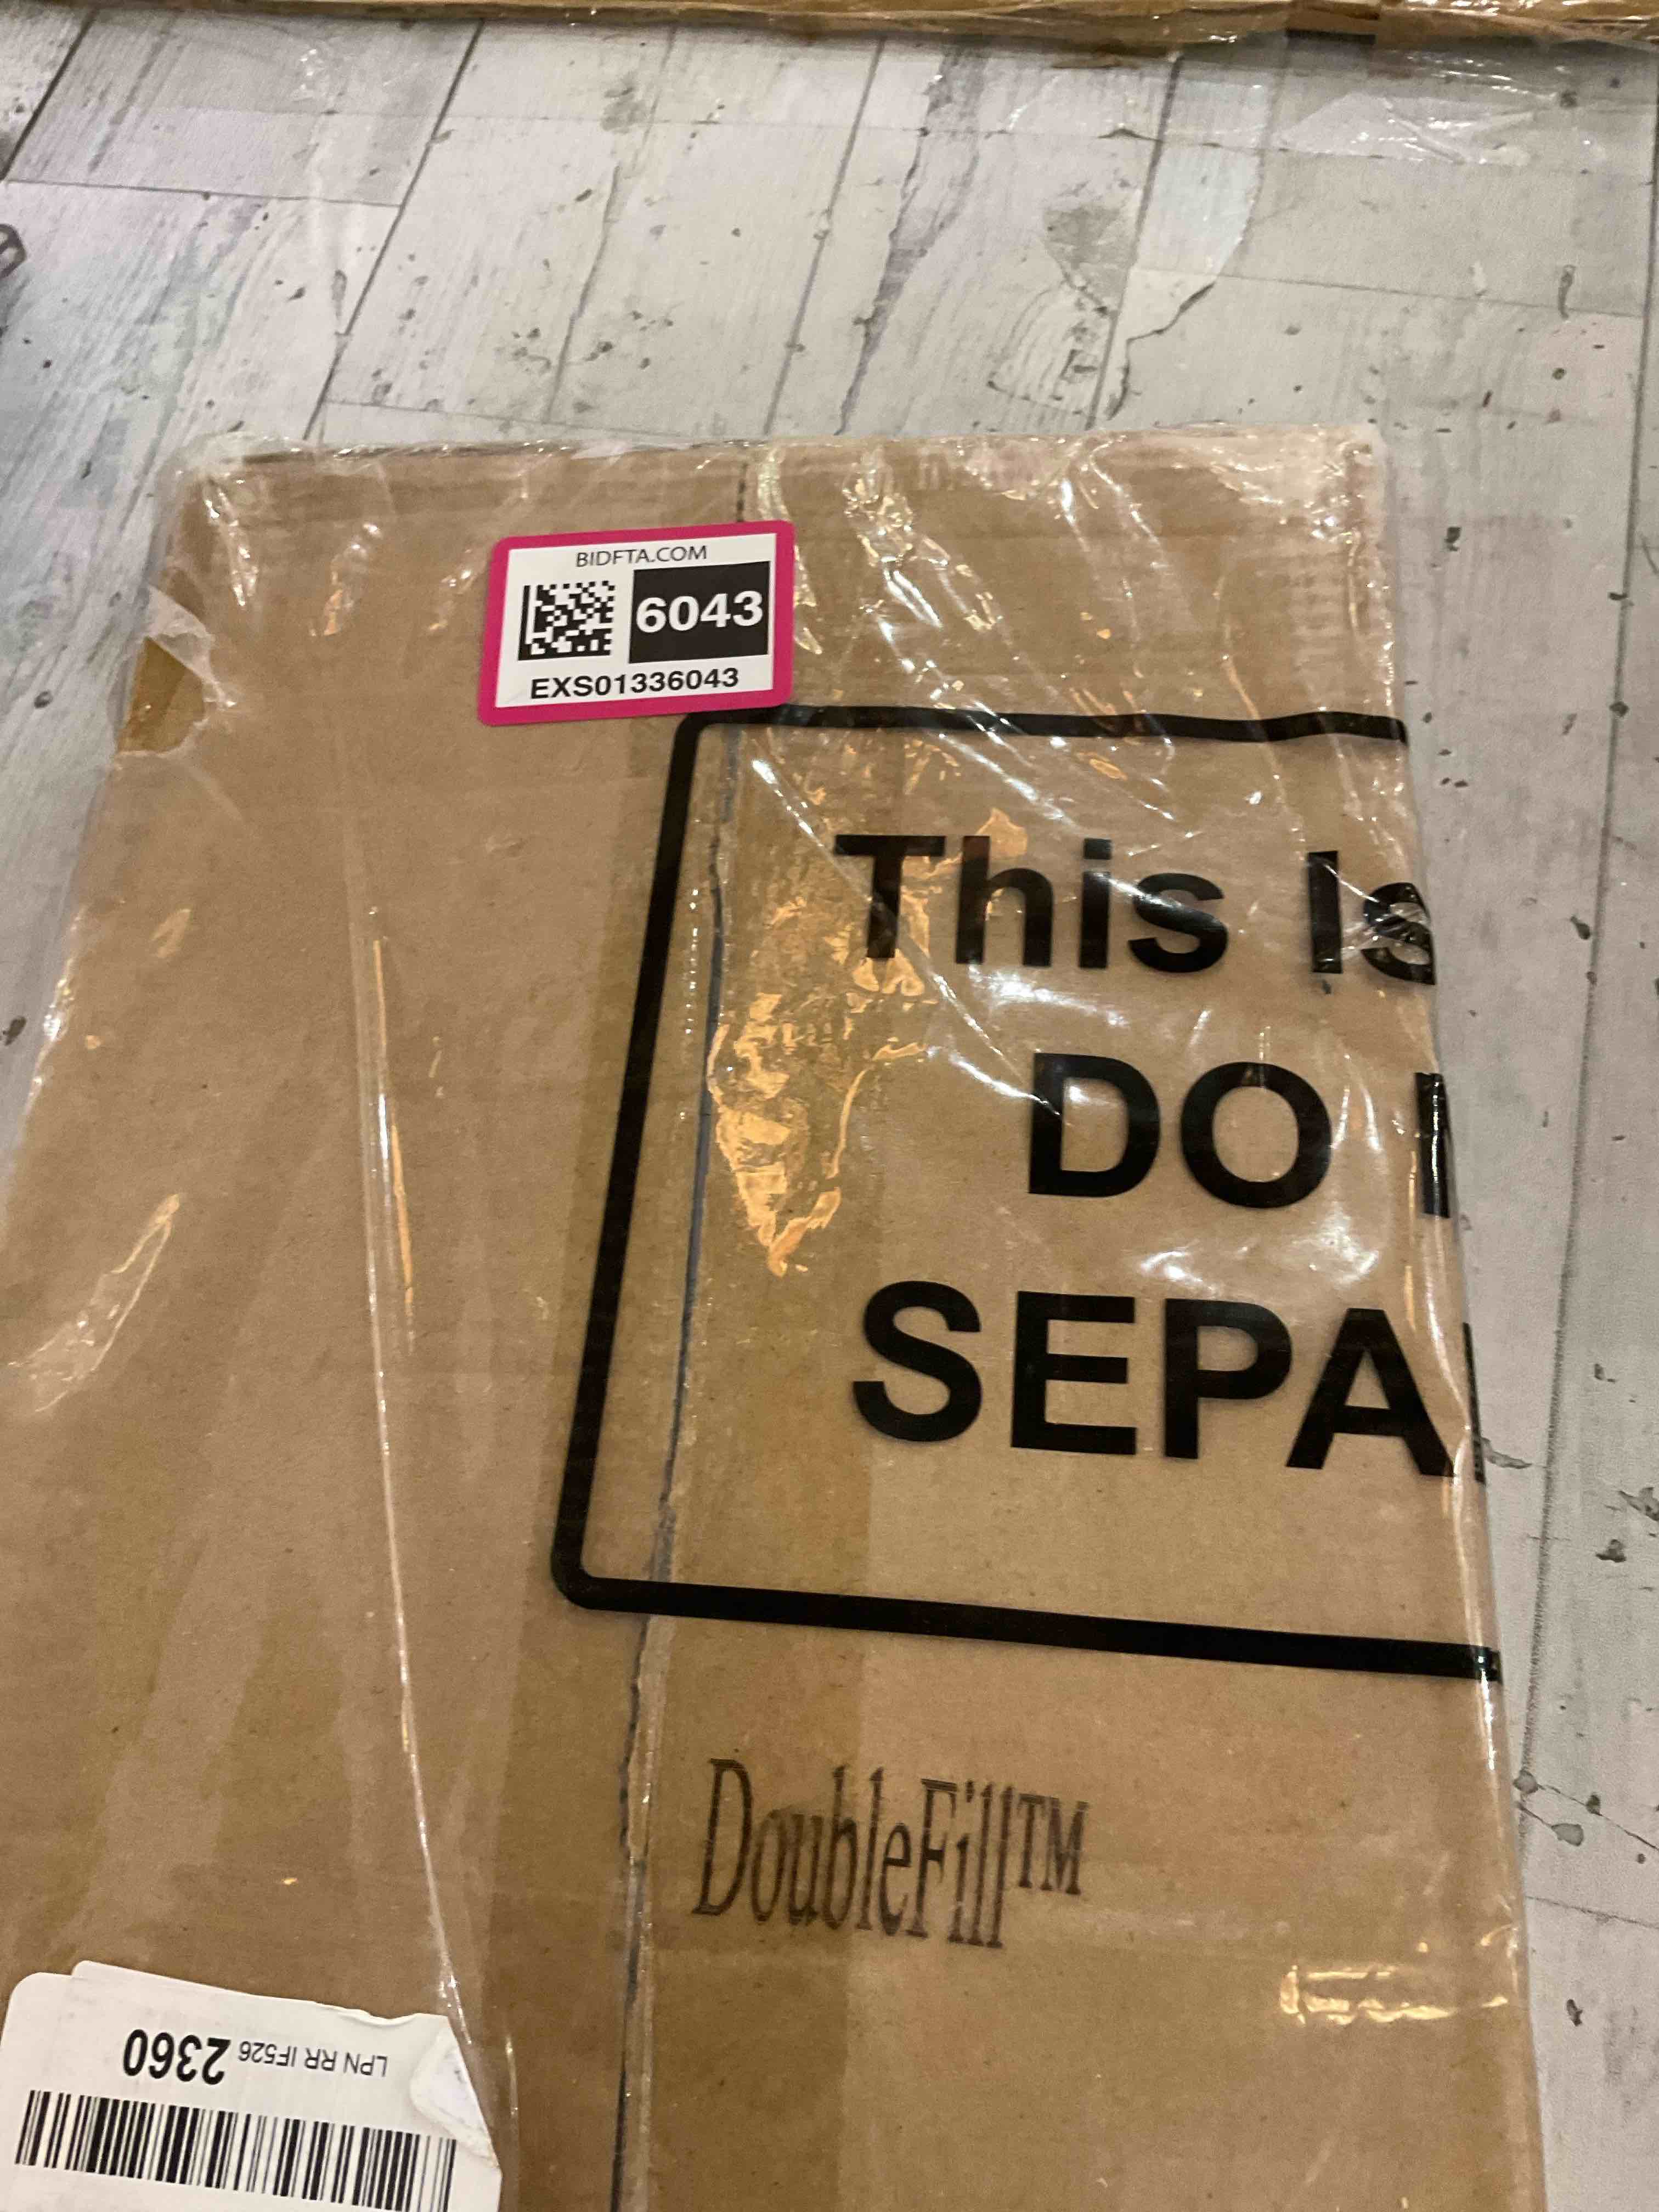 BIDFTA.COM
6043
EXS01336043
This Is
DO
SEPA
DoubleFill™
LPN RR IF526 2360